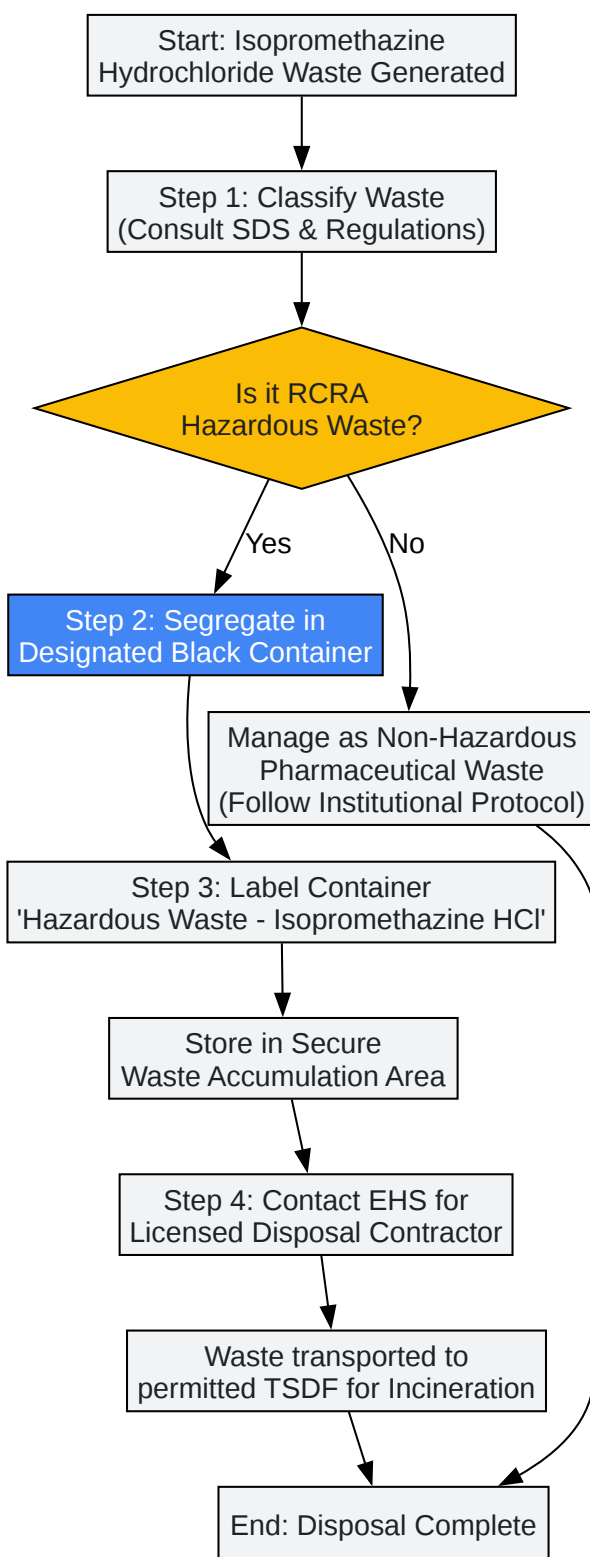 Start: Isopromethazine
Hydrochloride Waste Generated
Step 1: Classify Waste
(Consult SDS & Regulations)
Is it RCRA
Hazardous Waste?
Yes
No
Step 2: Segregate in
Designated Black Container
Manage as Non-Hazardous
Pharmaceutical Waste
(Follow Institutional Protocol)
Step 3: Label Container
'Hazardous Waste - Isopromethazine HCl'
Store in Secure
Waste Accumulation Area
Step 4: Contact EHS for
Licensed Disposal Contractor
Waste transported to
permitted TSDF for Incineration
End: Disposal Complete